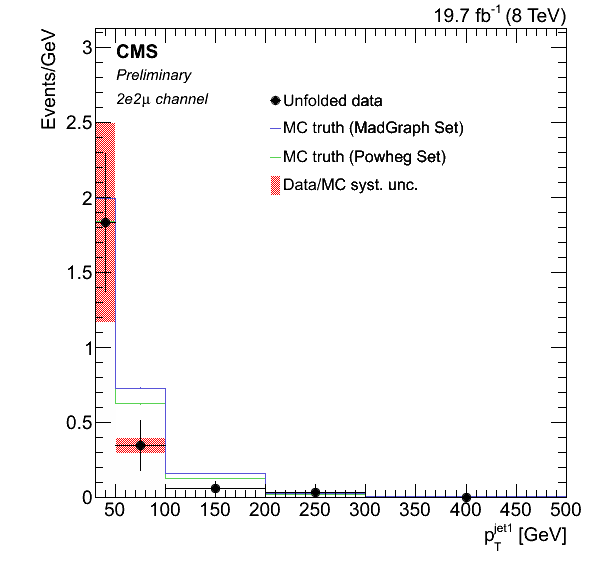 19.7 fb⁻¹ (8 TeV)
Events/GeV
CMS
Preliminary
2e2μ channel
Unfolded data
MC truth (MadGraph Set)
MC truth (Powheg Set)
Data/MC syst. unc.
3
2.5
2
1.5
1
0.5
0
50 100 150 200 250 300 350 400 450 500
p_T^jet1 [GeV]